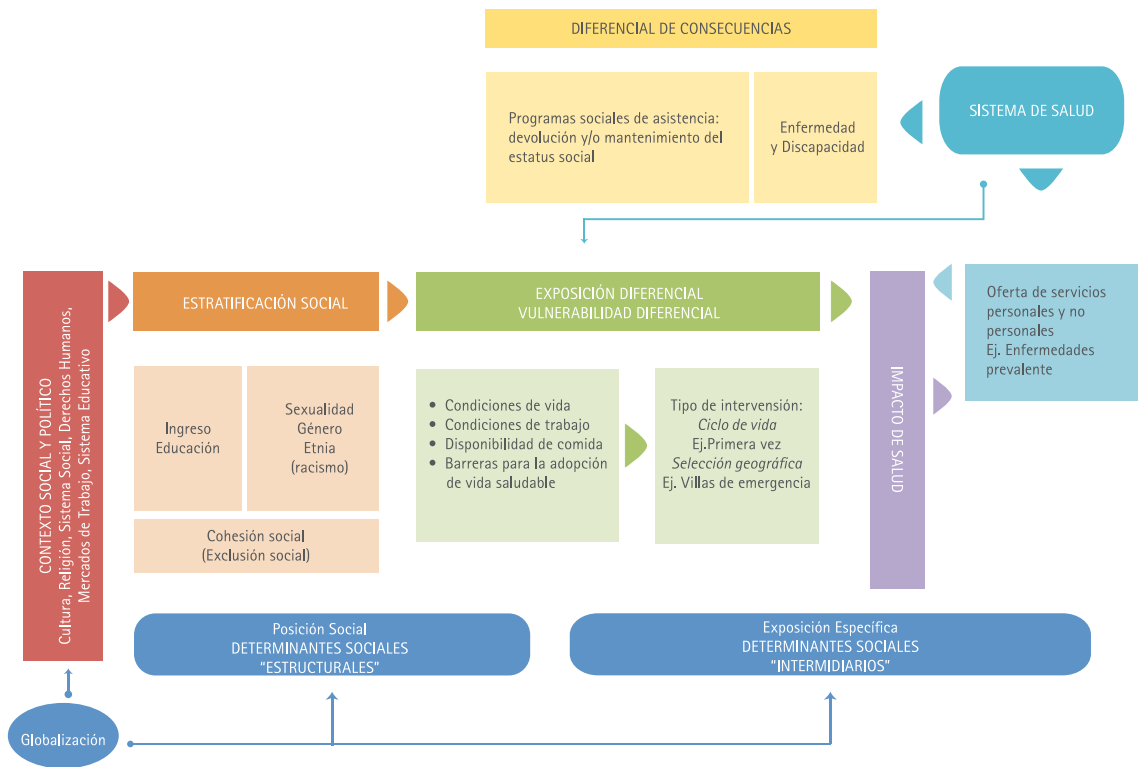 DIFERENCIAL DE CONSECUENCIAS
Programas sociales de asistencia:
devolución y/o mantenimiento del
estatus social
Enfermedad
y Discapacidad
SISTEMA DE SALUD
CONTEXTO SOCIAL Y POLÍTICO
Cultura, Religión, Sistema Social, Derechos Humanos,
Mercados de Trabajo, Sistema Educativo
ESTRATIFICACIÓN SOCIAL
EXPOSICIÓN DIFERENCIAL
VULNERABILIDAD DIFERENCIAL
Ingreso
Educación
Sexualidad
Género
Etnia
(racismo)
Cohesión social
(Exclusión social)
• Condiciones de vida
• Condiciones de trabajo
• Disponibilidad de comida
• Barreras para la adopción
de vida saludable
Tipo de intervención:
Ciclo de vida
Ej.Primera vez
Selección geográfica
Ej. Villas de emergencia
IMPACTO DE SALUD
Oferta de servicios
personales y no
personales
Ej. Enfermedades
prevalente
Posición Social
DETERMINANTES SOCIALES
"ESTRUCTURALES"
Exposición Específica
DETERMINANTES SOCIALES
"INTERMIDIARIOS"
Globalización